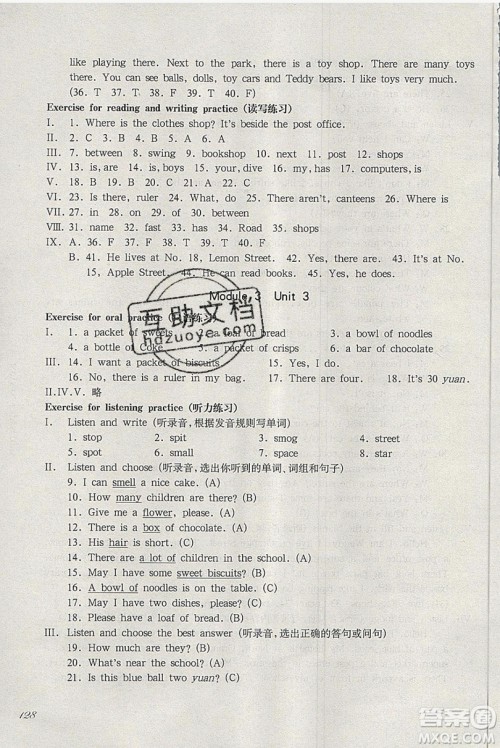 like playing there. Next to the park, there is a toy shop. There are many toys
there. You can see balls, dolls, toy cars and Teddy bears. I like toys very much.
(36. T 37. T 38. F 39. T 40. F)
Exercise for reading and writing practice (读写练习)
I. 1. Where is the clothes shop? It's beside the post office.
II. 2. C 3. A 4. B 5. C 6. A
III. 7. between 8. swing 9. bookshop 10. next 11. post 12. shops
IV. 13. is, are 14. is, boys 15. your, dive 16. my, has 17. computers, is
V. 18. B 19. C 20. D 21. B 22. A
VI. 23. Is, there, ruler 24. What, do 25. There aren't, canteens 26. Where is
VII. 27. in 28. on 29. between 30. of
VIII. 31. name 32. fast 33. has 34. Road 35. shops
IX. A. 36. F 37. F 38. T 39. T 40. F
B. 41. He lives at No. 18, Lemon Street. 42. Yes, there are. 43. It's at No.
15, Apple Street. 44. He can read books. 45. Yes, he does.
Module 3 Unit 3
Exercise for oral practice
I. 1. a packet of sweets bread 3. a bowl of noodles
4. a bottle of Coke 5. a packet of crisps 6. a bar of chocolate
III. 14. I want a packet of biscuits. 15. Yes, I can.
16. No, there is a ruler in my bag. 17. There are four. 18. It's 30 yuan.
II.IV.V. 略
Exercise for listening practice (听力练习)
I. Listen and write (听录音,根据发音规则写单词)
1. stop 2. spit 3. smog 4. street
5. spot 6. small 7. space 8. star
II. Listen and choose (听录音,选出你听到的单词、词组和句子)
9. I can smell a nice cake. (A)
10. How many children are there? (B)
11. Give me a flower, please. (A)
12. There is a box of chocolate. (A)
13. His hair is short. (C)
14. There are a lot of children in the school. (A)
15. May I have some sweet biscuits? (B)
16. A bowl of noodles is on the table. (C)
17. May I have two dishes, please? (C)
18. Please have a loaf of bread. (C)
III. Listen and choose the best answer (听录音,选出正确的答句或问句)
19. How much are they? (C)
20. What's near the school? (A)
21. Is this blue ball two yuan? (C)
128
互助文档
hdzuoye.com
答案圈
MXQE.COM